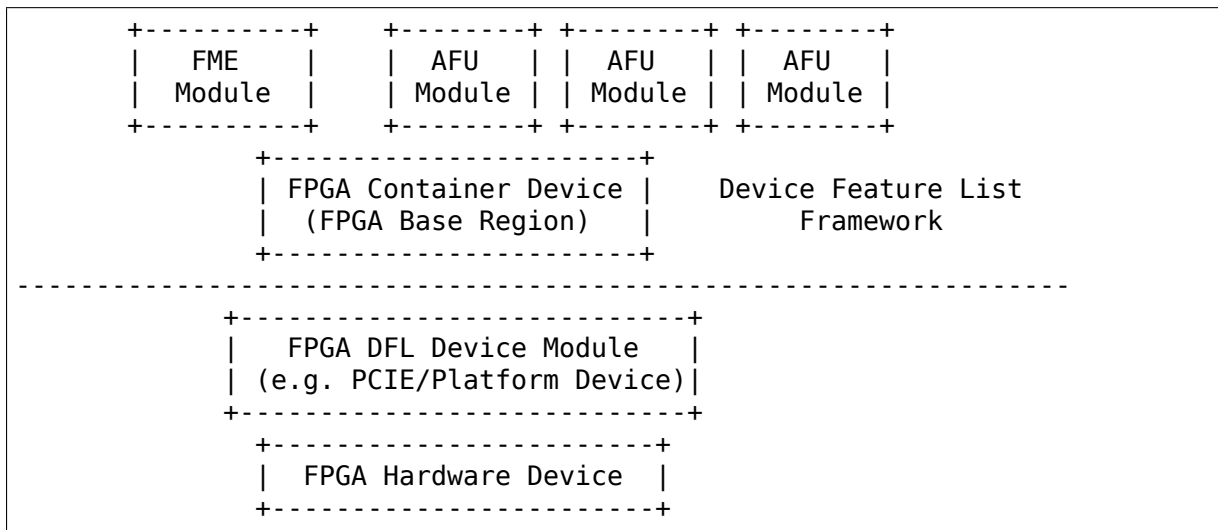 +----------+    +--------+ +--------+ +--------+
       |   FME    |    |  AFU   | |  AFU   | |  AFU   |
       |  Module  |    | Module | | Module | | Module |
       +----------+    +--------+ +--------+ +--------+
               +-----------------------+
               | FPGA Container Device |    Device Feature List
               |  (FPGA Base Region)   |         Framework
               +-----------------------+
------------------------------------------------------------------
             +----------------------------+
             |   FPGA DFL Device Module   |
             | (e.g. PCIE/Platform Device)|
             +----------------------------+
               +------------------------+
               |  FPGA Hardware Device  |
               +------------------------+